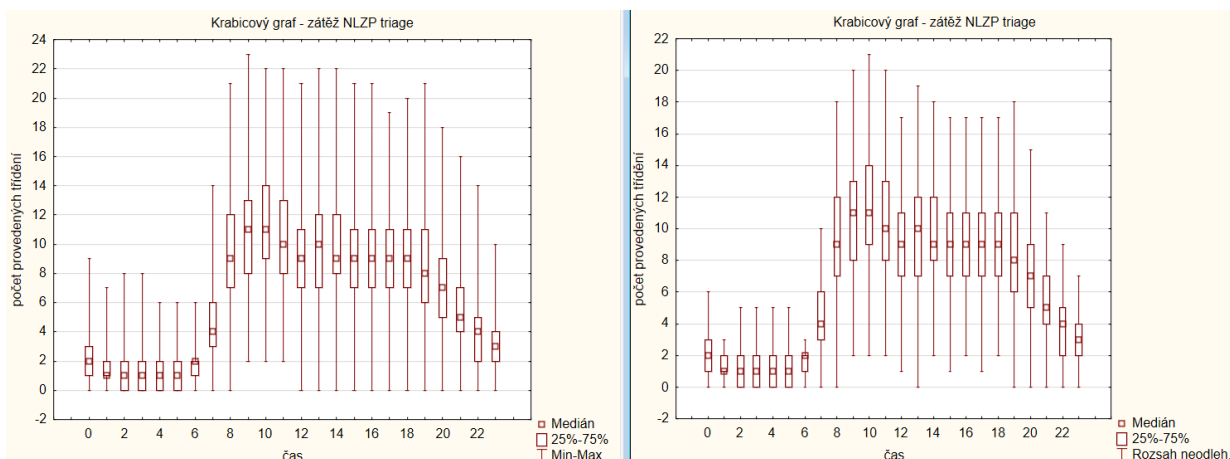 Krabicový graf - zátěž NLZP triage
24
22
20
18
16
14
12
10
8
6
4
2
0
-2
počet provedených třídění
0 2 4 6 8 10 12 14 16 18 20 22
čas
Medián
25%-75%
Min-Max
Krabicový graf - zátěž NLZP triage
22
20
18
16
14
12
10
8
6
4
2
0
-2
počet provedených třídění
0 2 4 6 8 10 12 14 16 18 20 22
čas
Medián
25%-75%
Rozsah neodleh.